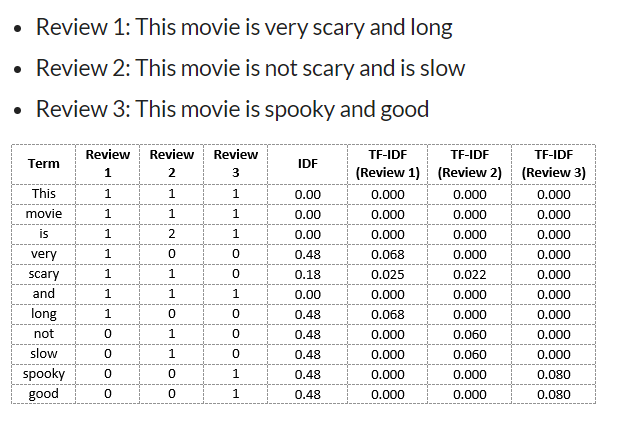 • Review 1: This movie is very scary and long
• Review 2: This movie is not scary and is slow
• Review 3: This movie is spooky and good
Term Review 1 Review 2 Review 3 IDF TF-IDF (Review 1) TF-IDF (Review 2) TF-IDF (Review 3)
This 1 1 1 0.00 0.000 0.000 0.000
movie 1 1 1 0.00 0.000 0.000 0.000
is 1 2 1 0.00 0.000 0.000 0.000
very 1 0 0 0.48 0.068 0.000 0.000
scary 1 1 0 0.18 0.025 0.022 0.000
and 1 1 1 0.00 0.000 0.000 0.000
long 1 0 0 0.48 0.068 0.000 0.000
not 0 1 0 0.48 0.000 0.060 0.000
slow 0 1 0 0.48 0.000 0.060 0.000
spooky 0 0 1 0.48 0.000 0.000 0.080
good 0 0 1 0.48 0.000 0.000 0.080